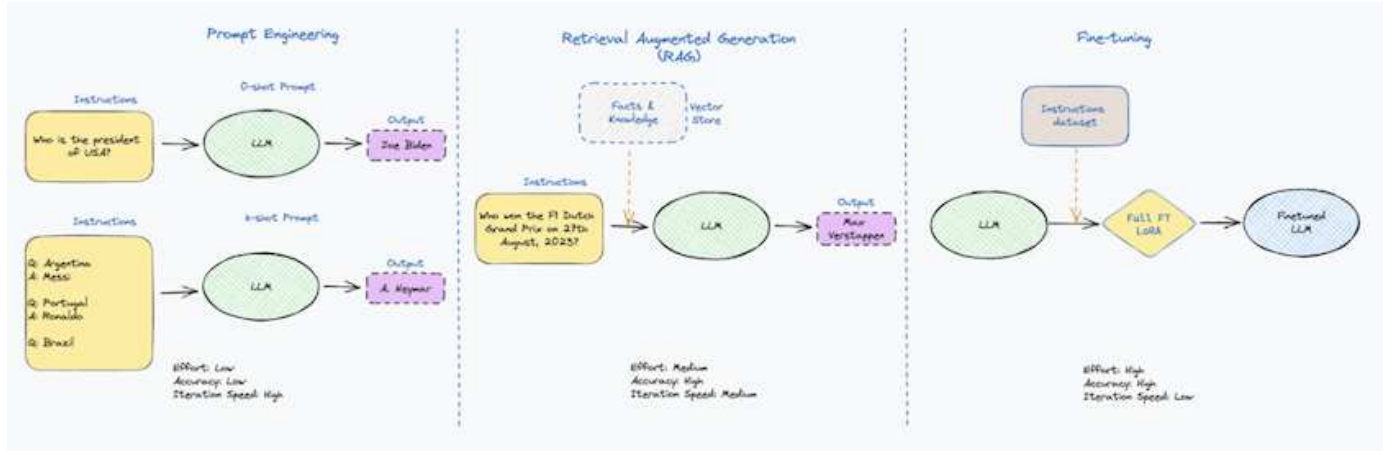 Prompt Engineering
0-shot Prompt
Instructions
Who is the president
of USA?
LLM
Output
Joe Biden
k-shot Prompt
Instructions
Q: Argentina
A: Messi
Q: Portugal
A: Ronaldo
Q: Brazil
LLM
Output
A: Neymar
Effort: Low
Accuracy: Low
Iteration Speed: High
Retrieval Augmented Generation
(RAG)
Facts &
Knowledge
Vector
Store
Instructions
Who won the F1 Dutch
Grand Prix on 27th
August, 2023?
LLM
Output
Max
Verstappen
Effort: Medium
Accuracy: High
Iteration Speed: Medium
Fine-tuning
Instructions
dataset
LLM
Full FT
LoRA
Finetuned
LLM
Effort: High
Accuracy: High
Iteration Speed: Low